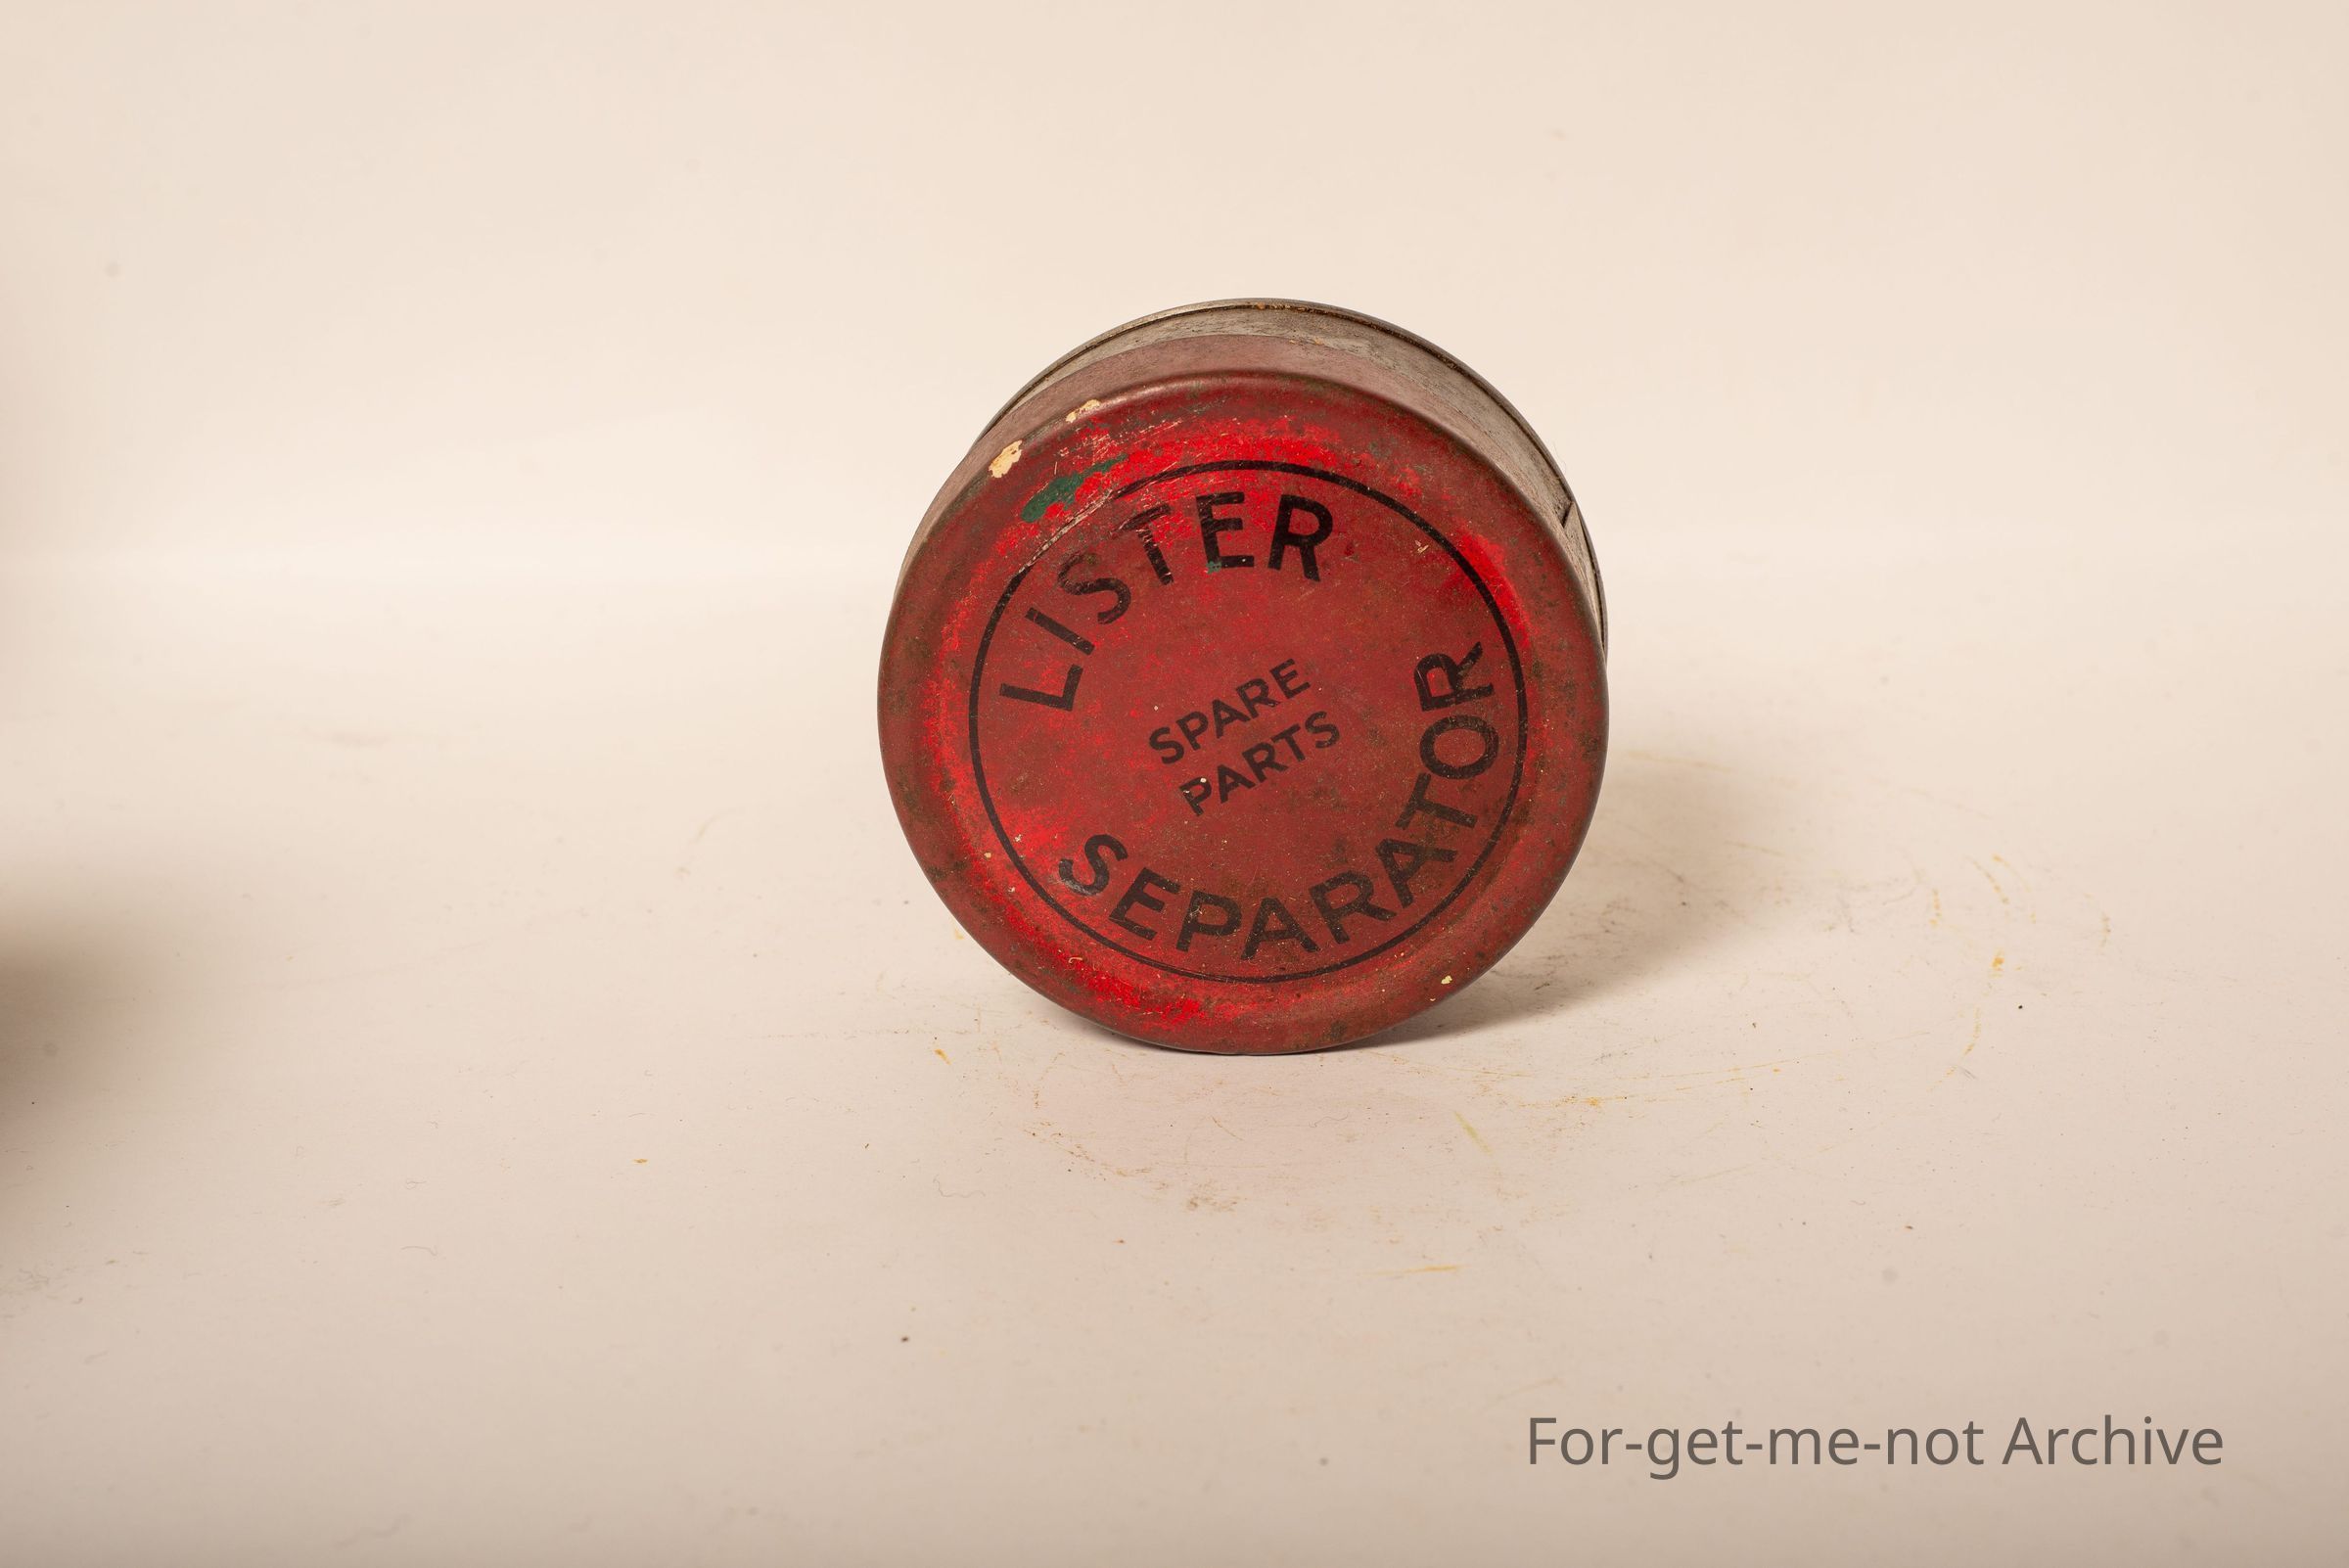 LISTER
SPARE
PARTS
SEPARATOR
For-get-me-not Archive